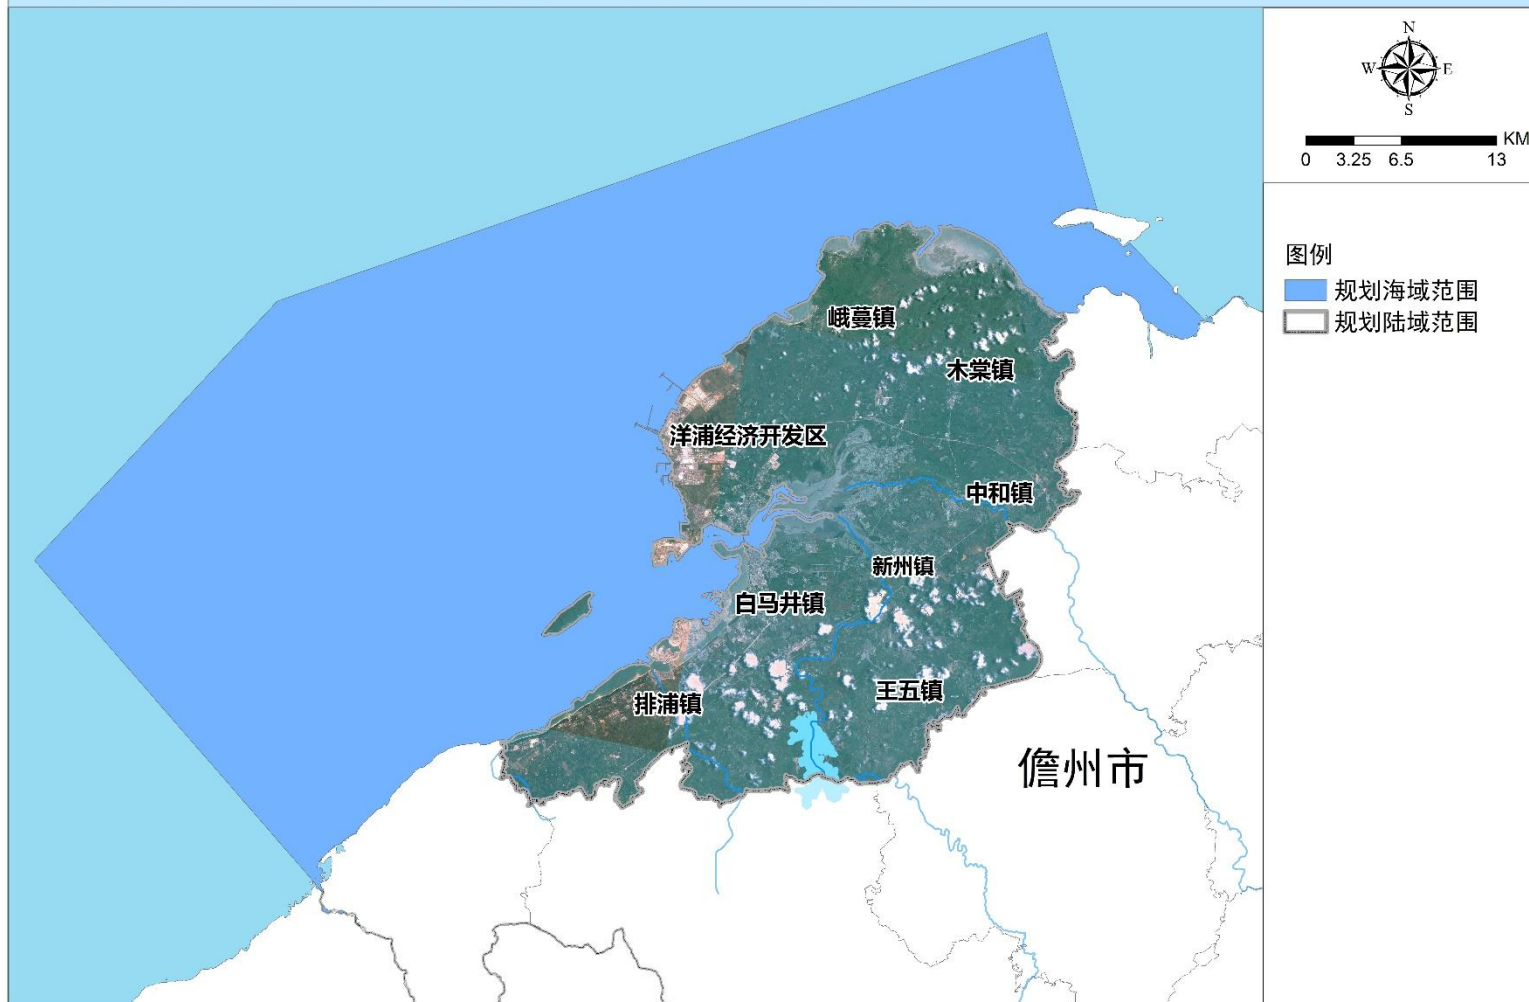 N
W E
S
KM
0 3.25 6.5 13
图例
规划海域范围
规划陆域范围
峨蔓镇
木棠镇
洋浦经济开发区
中和镇
新州镇
白马井镇
王五镇
排浦镇
儋州市